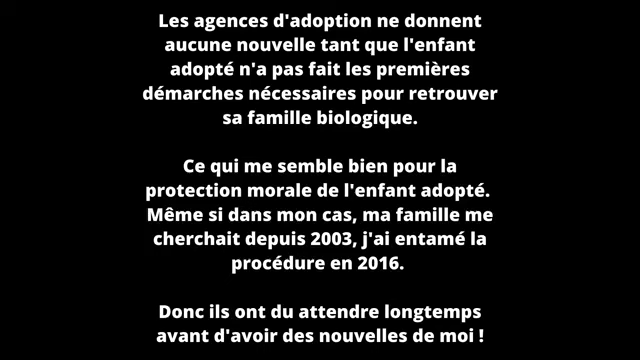 Les agences d'adoption ne donnent
aucune nouvelle tant que l'enfant
adopté n'a pas fait les premières
démarches nécessaires pour retrouver
sa famille biologique.
Ce qui me semble bien pour la
protection morale de l'enfant adopté.
Même si dans mon cas, ma famille me
cherchait depuis 2003, j'ai entamé la
procédure en 2016.
Donc ils ont du attendre longtemps
avant d'avoir des nouvelles de moi !